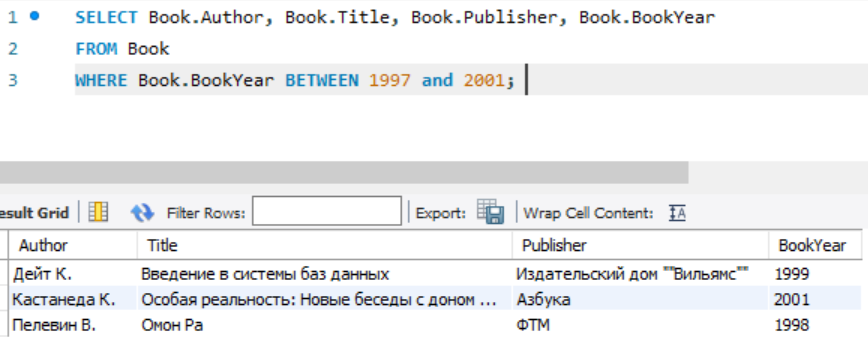 1 SELECT Book.Author, Book.Title, Book.Publisher, Book.BookYear
2 FROM Book
3 WHERE Book.BookYear BETWEEN 1997 and 2001;
esult Grid Filter Rows: Export: Wrap Cell Content: IA
Author Title Publisher BookYear
Дейт К. Введение в системы баз данных Издательский дом ""Вильямс"" 1999
Кастанеда К. Особая реальность: Новые беседы с доном ... Азбука 2001
Пелевин В. Омон Ра ФТМ 1998